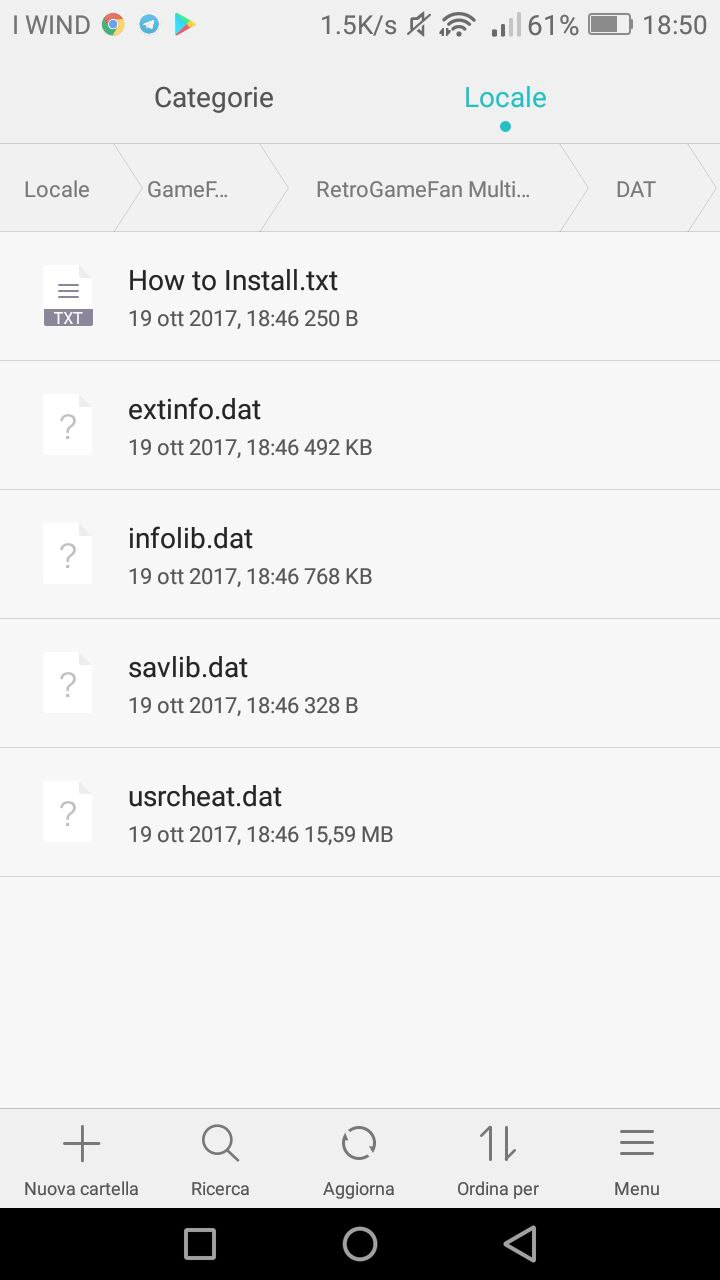 I WIND 1.5K/s 61% 18:50
Categorie Locale
Locale GameF... RetroGameFan Multi... DAT
How to Install.txt
TXT
19 ott 2017, 18:46 250 B
?
extinfo.dat
19 ott 2017, 18:46 492 KB
?
infolib.dat
19 ott 2017, 18:46 768 KB
?
savlib.dat
19 ott 2017, 18:46 328 B
?
usrcheat.dat
19 ott 2017, 18:46 15,59 MB
Nuova cartella Ricerca Aggiorna Ordina per Menu